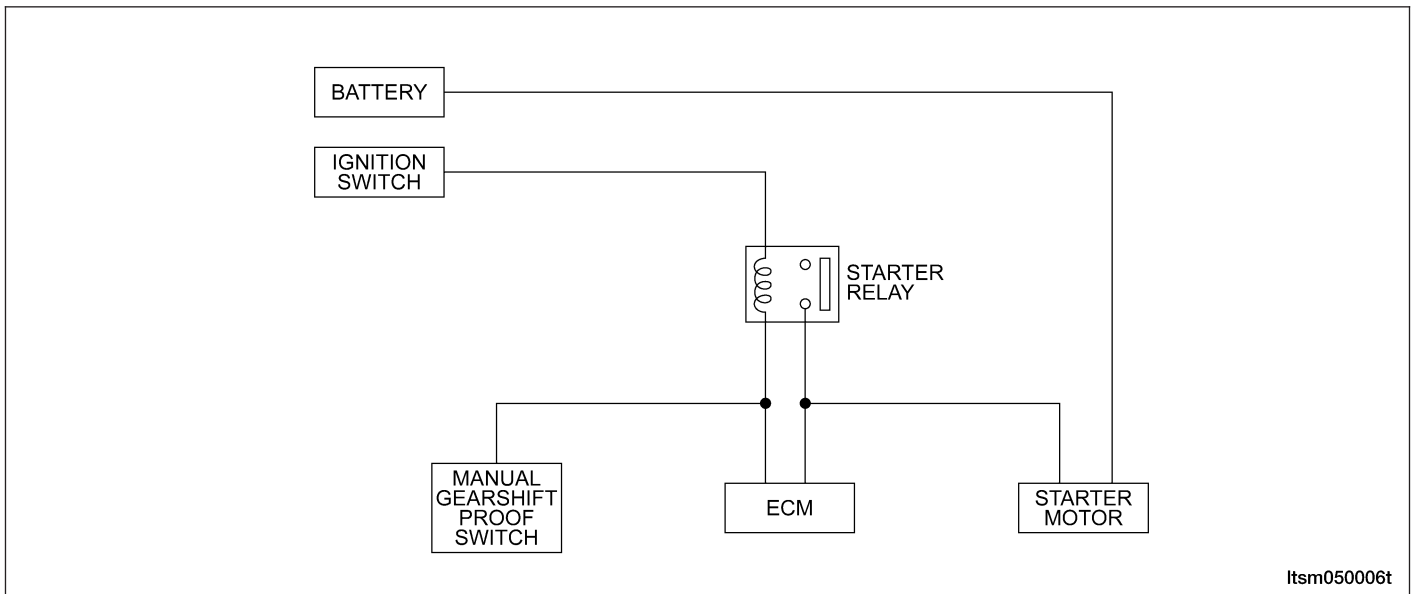 BATTERY
IGNITION
SWITCH
STARTER
RELAY
MANUAL
GEARSHIFT
PROOF
SWITCH
ECM
STARTER
MOTOR
ltsm050006t